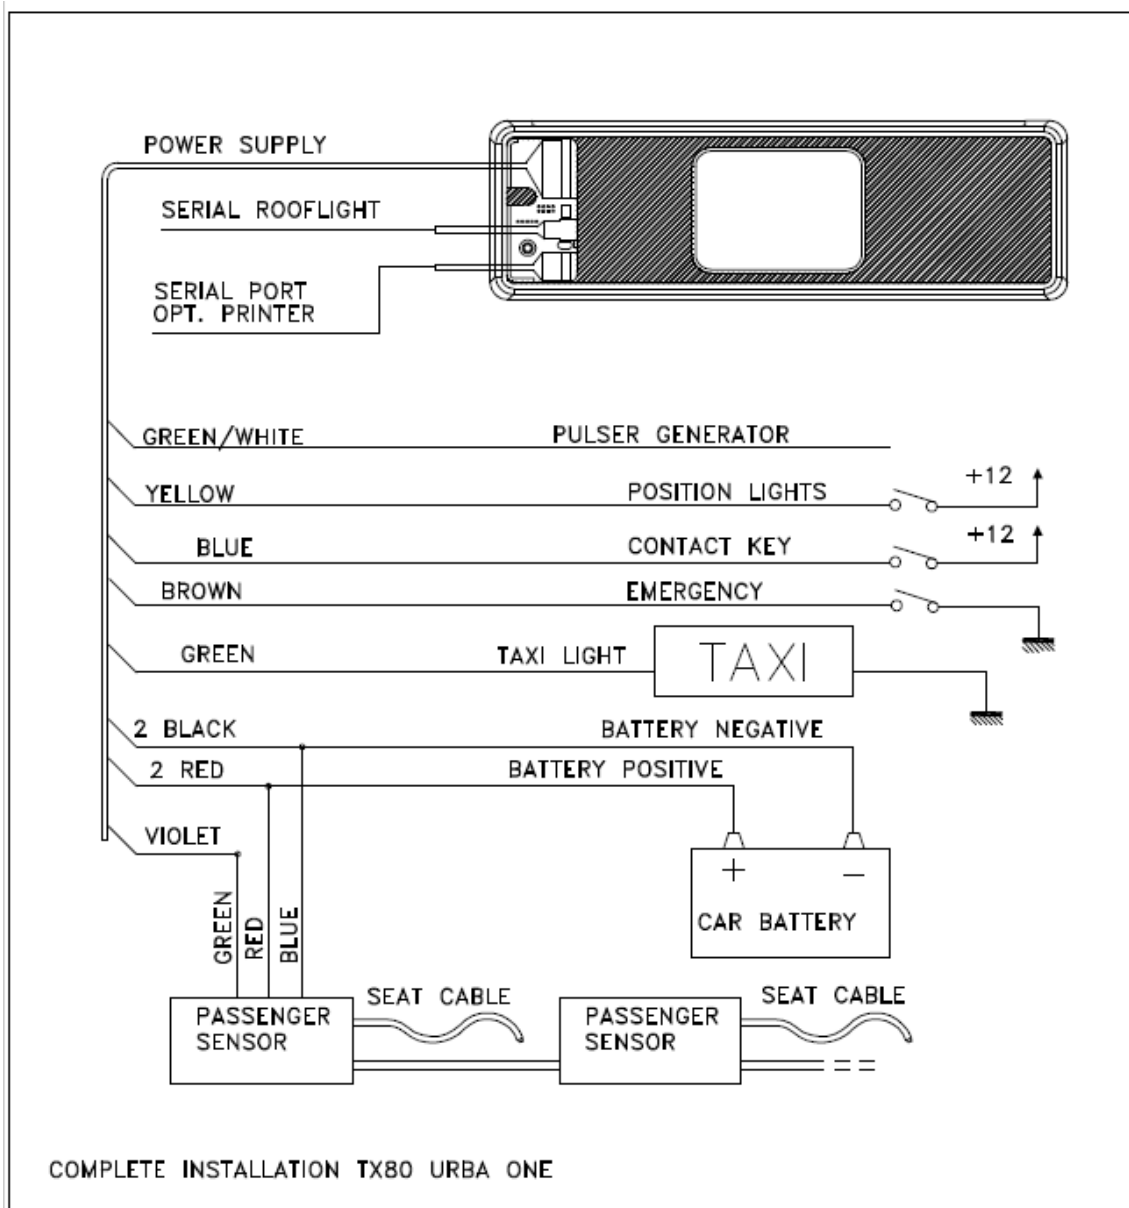 POWER SUPPLY
SERIAL ROOFLIGHT
SERIAL PORT
OPT. PRINTER
GREEN/WHITE PULSER GENERATOR
YELLOW POSITION LIGHTS +12
BLUE CONTACT KEY +12
BROWN EMERGENCY
GREEN TAXI LIGHT TAXI
2 BLACK BATTERY NEGATIVE
2 RED BATTERY POSITIVE
VIOLET
+ −
CAR BATTERY
GREEN
RED
BLUE
PASSENGER
SENSOR
SEAT CABLE
PASSENGER
SENSOR
SEAT CABLE
COMPLETE INSTALLATION TX80 URBA ONE